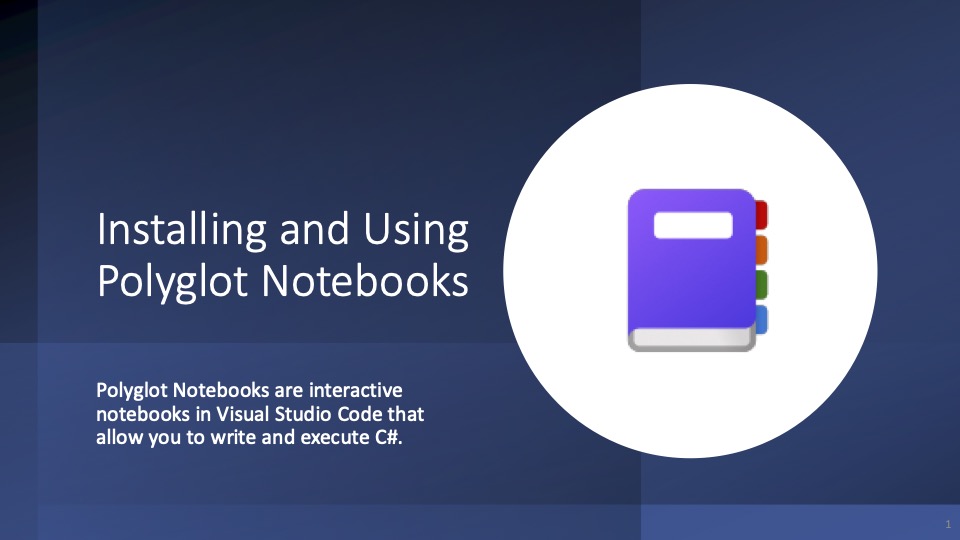 Installing and Using
Polyglot Notebooks
Polyglot Notebooks are interactive
notebooks in Visual Studio Code that
allow you to write and execute C#.
1